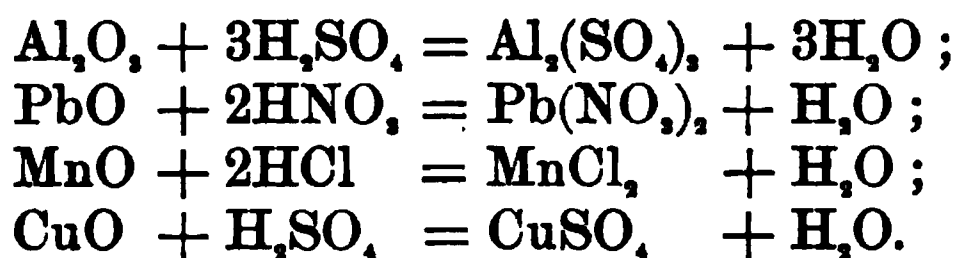 Al₂O₃ + 3H₂SO₄ = Al₂(SO₄)₃ + 3H₂O ;
PbO + 2HNO₃ = Pb(NO₃)₂ + H₂O ;
MnO + 2HCl = MnCl₂ + H₂O ;
CuO + H₂SO₄ = CuSO₄ + H₂O.